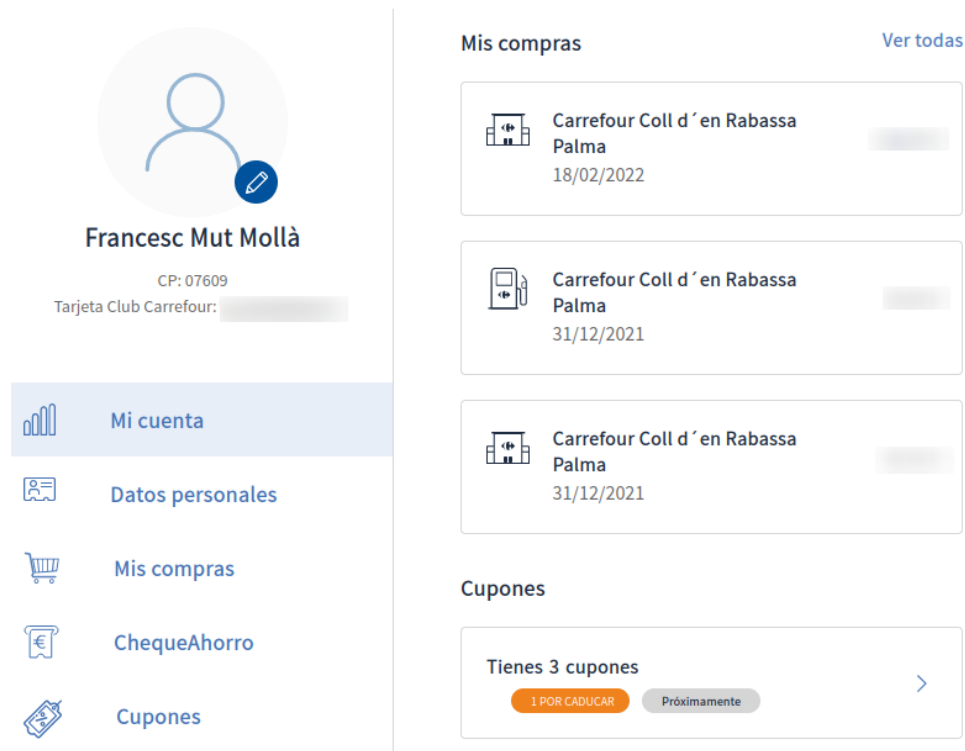 Francesc Mut Mollà
CP: 07609
Tarjeta Club Carrefour:
Mi cuenta
Datos personales
Mis compras
ChequeAhorro
Cupones
Mis compras
Ver todas
Carrefour Coll d´en Rabassa
Palma
18/02/2022
Carrefour Coll d´en Rabassa
Palma
31/12/2021
Carrefour Coll d´en Rabassa
Palma
31/12/2021
Cupones
Tienes 3 cupones
1 POR CADUCAR
Próximamente